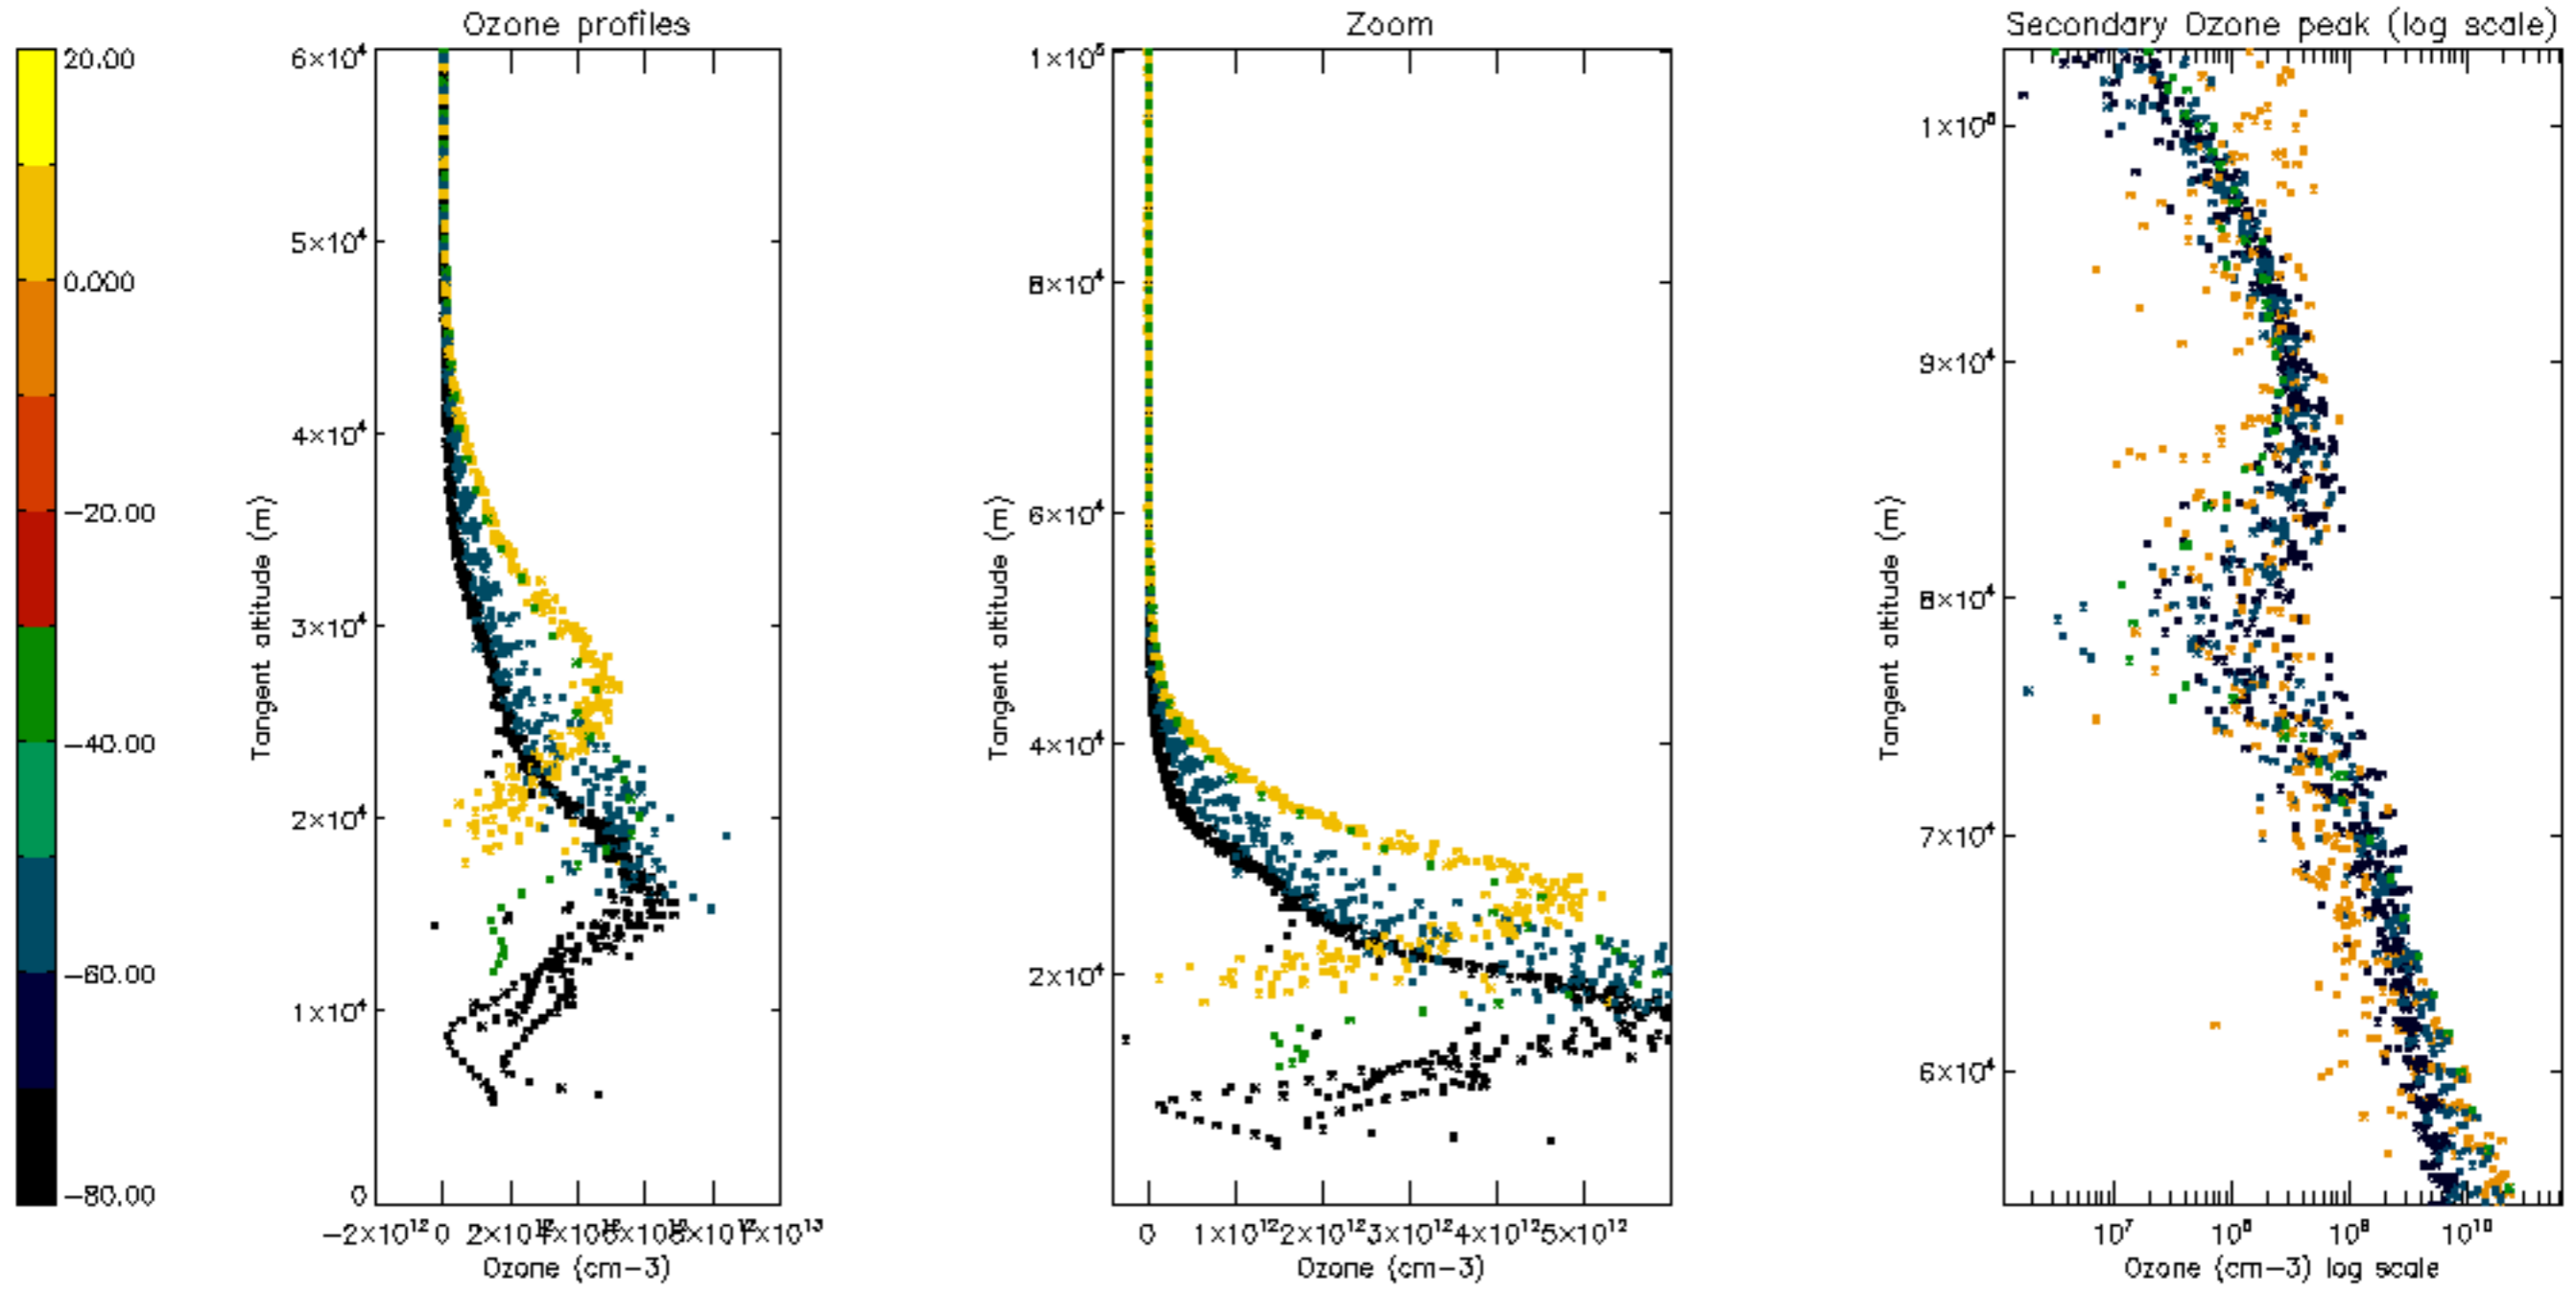 Ozone profiles
Zoom
Secondary Ozone peak (log scale)
20.00
0.000
−20.00
−40.00
−60.00
−80.00
Tangent altitude (m)
6×10⁴
5×10⁴
4×10⁴
3×10⁴
2×10⁴
1×10⁴
0
−2×10¹² 0
Ozone (cm−3)
Tangent altitude (m)
1×10⁵
8×10⁴
6×10⁴
4×10⁴
2×10⁴
0 1×10¹² 2×10¹² 3×10¹² 4×10¹² 5×10¹²
Ozone (cm−3)
Tangent altitude (m)
1×10⁵
9×10⁴
8×10⁴
7×10⁴
6×10⁴
10⁷ 10⁸ 10⁹ 10¹⁰
Ozone (cm−3) log scale